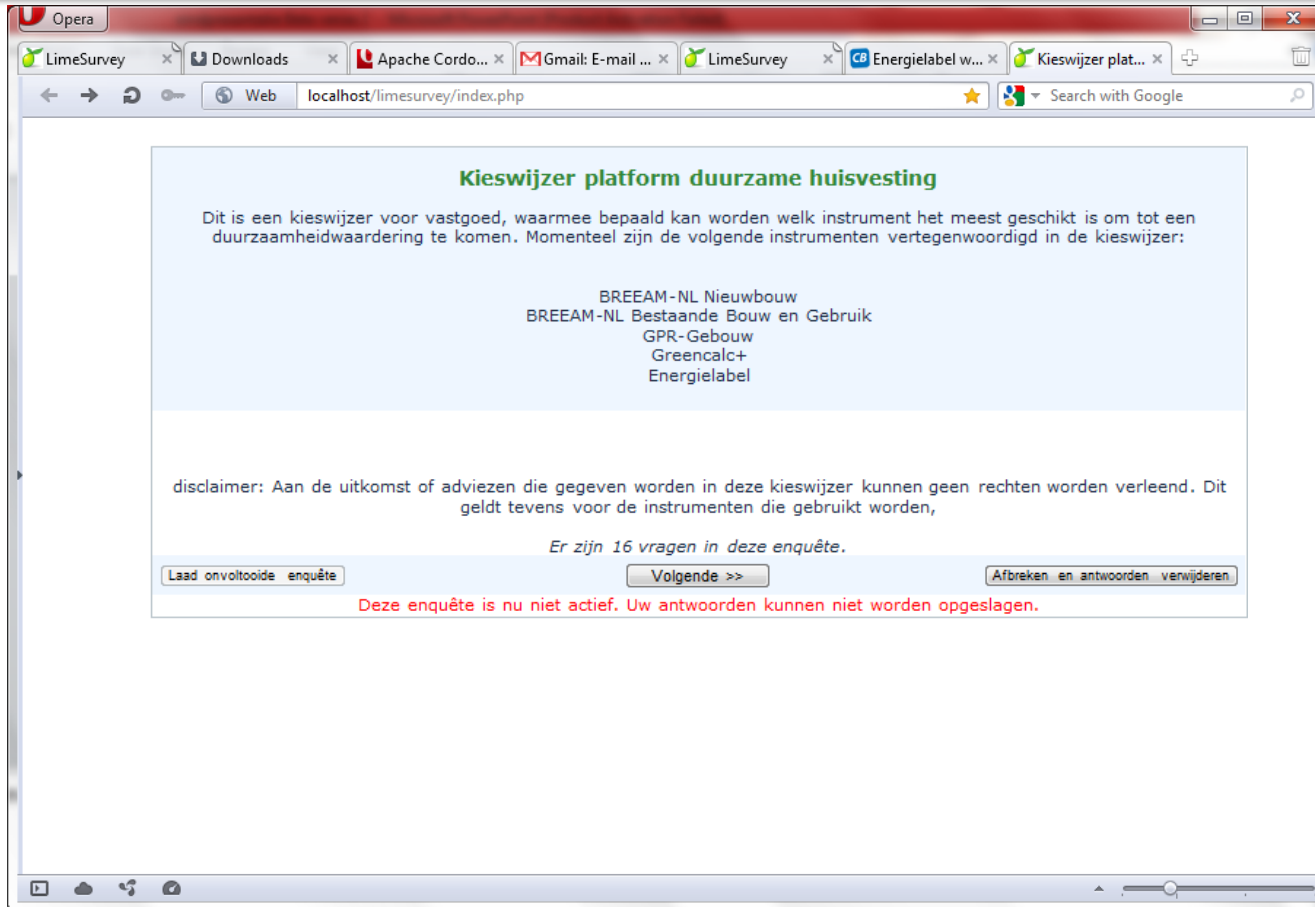 Opera
LimeSurvey
Downloads
Apache Cordo...
Gmail: E-mail ...
LimeSurvey
Energielabel w...
Kieswijzer plat...
Web
localhost/limesurvey/index.php
Search with Google
Kieswijzer platform duurzame huisvesting
Dit is een kieswijzer voor vastgoed, waarmee bepaald kan worden welk instrument het meest geschikt is om tot een
duurzaamheidwaardering te komen. Momenteel zijn de volgende instrumenten vertegenwoordigd in de kieswijzer:
BREEAM-NL Nieuwbouw
BREEAM-NL Bestaande Bouw en Gebruik
GPR-Gebouw
Greencalc+
Energielabel
disclaimer: Aan de uitkomst of adviezen die gegeven worden in deze kieswijzer kunnen geen rechten worden verleend. Dit
geldt tevens voor de instrumenten die gebruikt worden,
Er zijn 16 vragen in deze enquête.
Laad onvoltooide enquête
Volgende >>
Afbreken en antwoorden verwijderen
Deze enquête is nu niet actief. Uw antwoorden kunnen niet worden opgeslagen.